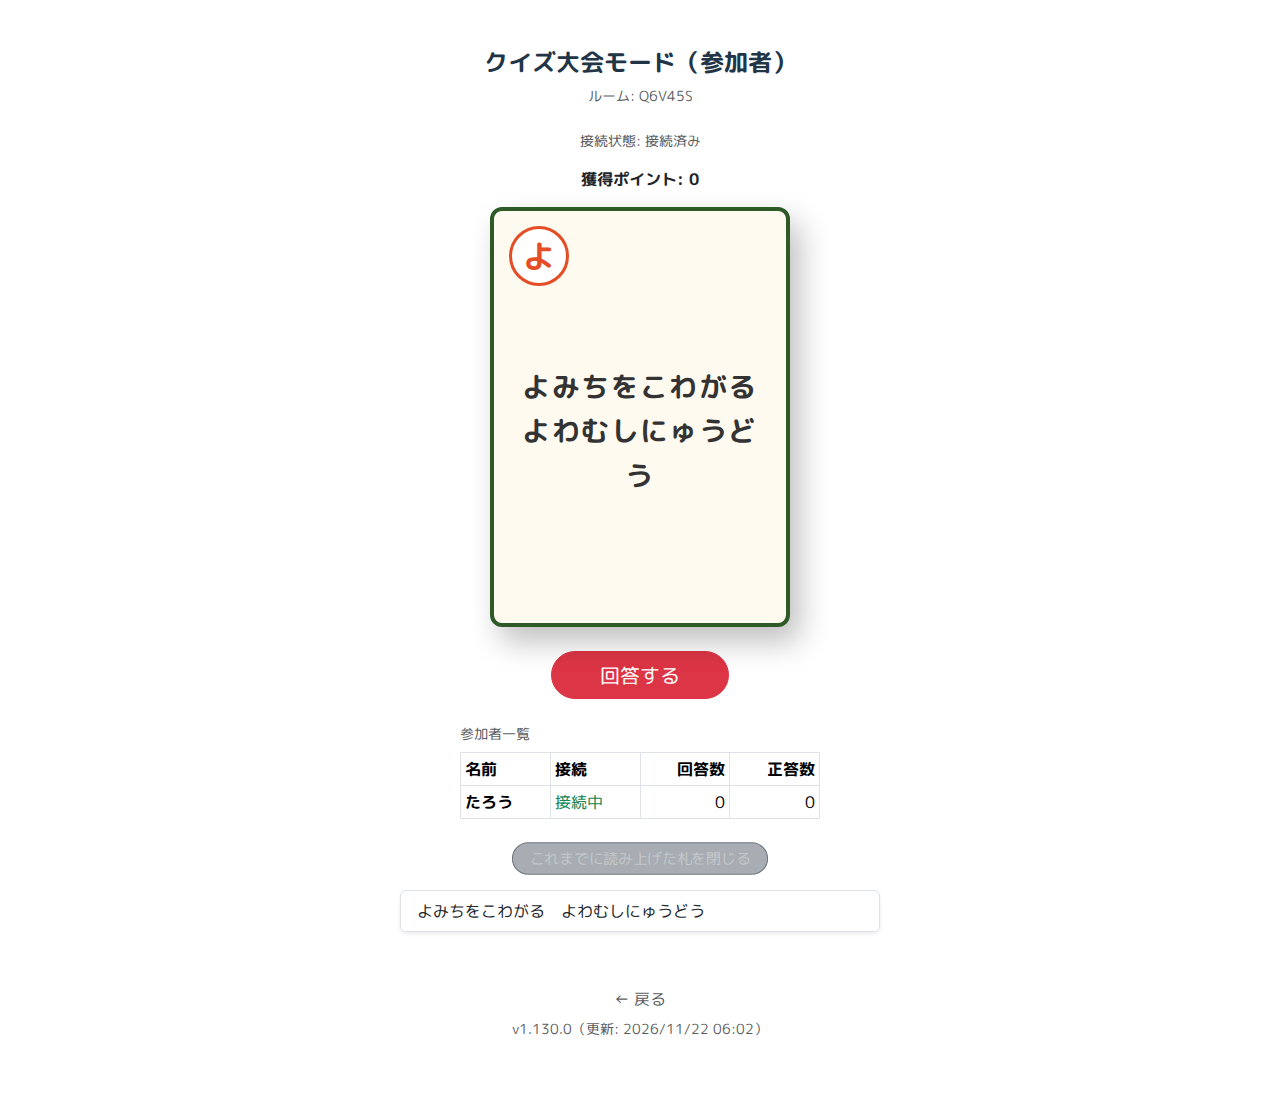 クイズ大会モード（参加者）
ルーム: Q6V45S
接続状態: 接続済み
獲得ポイント: 0
よ
よみちをこわがる
よわむしにゅうど
う
回答する
参加者一覧
名前 接続 回答数 正答数
たろう 接続中 0 0
これまでに読み上げた札を閉じる
よみちをこわがる　よわむしにゅうどう
← 戻る
v1.130.0（更新: 2026/11/22 06:02）